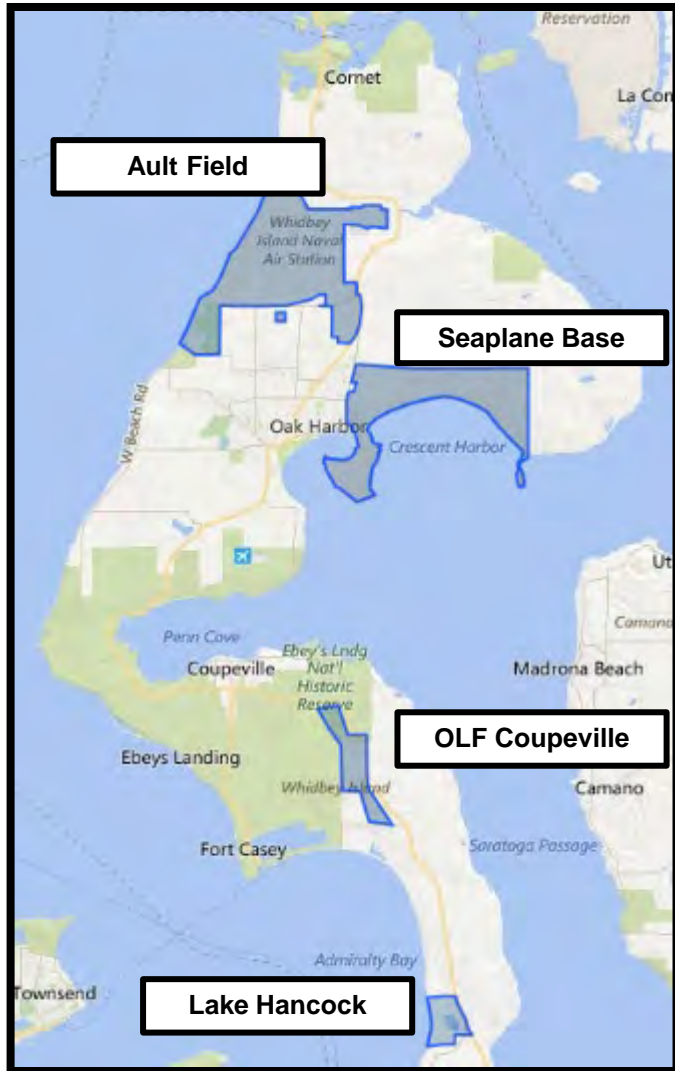 Reservation
Cornet
La Con
Ault Field
Whidbey
Island Naval
Air Station
Seaplane Base
W Beach Rd
Oak Harbor
Crescent Harbor
Ut
Camano
Penn Cove
Ebey's Lndg
Nat'l
Historic
Reserve
Coupeville
Madrona Beach
OLF Coupeville
Ebeys Landing
Whidbey Island
Camano
Fort Casey
Saratoga Passage
Admiralty Bay
Townsend
Lake Hancock